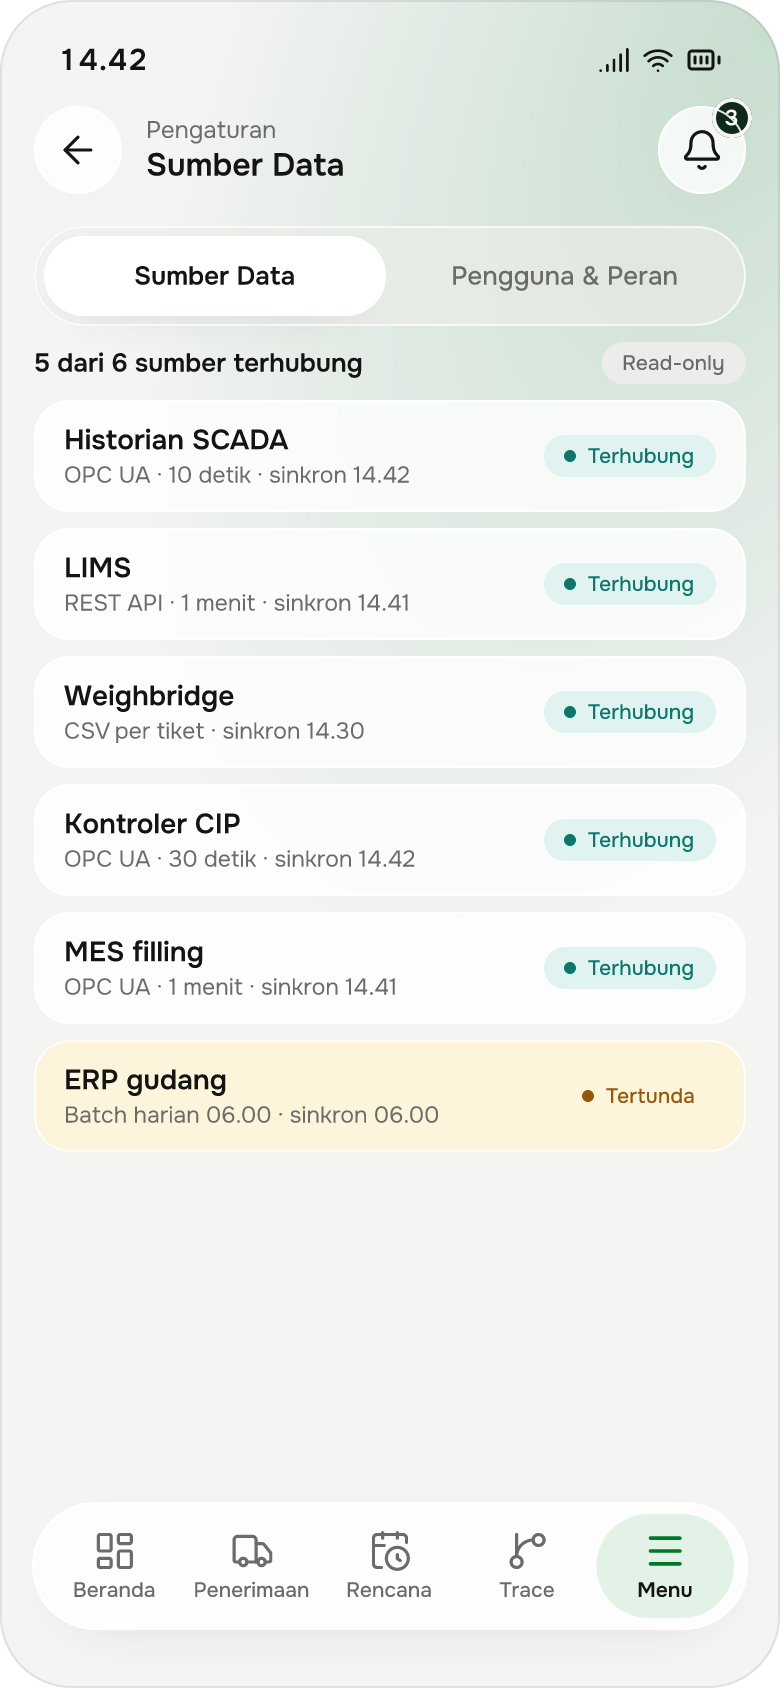 14.42
Pengaturan
Sumber Data
3
Sumber Data
Pengguna & Peran
5 dari 6 sumber terhubung
Read-only
Historian SCADA
OPC UA · 10 detik · sinkron 14.42
Terhubung
LIMS
REST API · 1 menit · sinkron 14.41
Terhubung
Weighbridge
CSV per tiket · sinkron 14.30
Terhubung
Kontroler CIP
OPC UA · 30 detik · sinkron 14.42
Terhubung
MES filling
OPC UA · 1 menit · sinkron 14.41
Terhubung
ERP gudang
Batch harian 06.00 · sinkron 06.00
Tertunda
Beranda
Penerimaan
Rencana
Trace
Menu